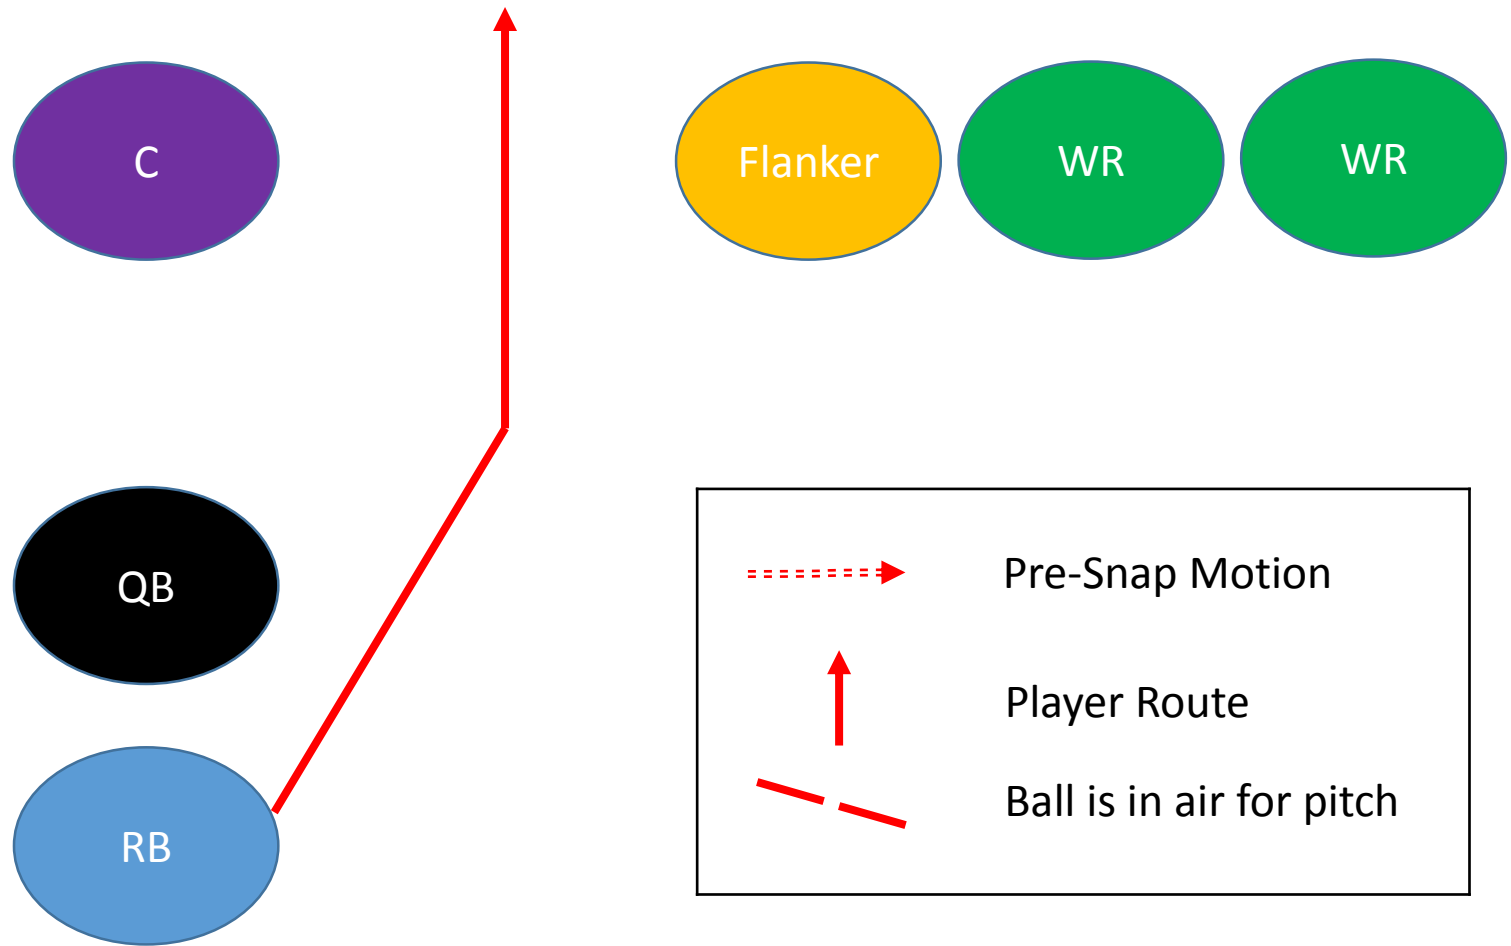 C
Flanker
WR
WR
QB
RB
Pre-Snap Motion
Player Route
Ball is in air for pitch